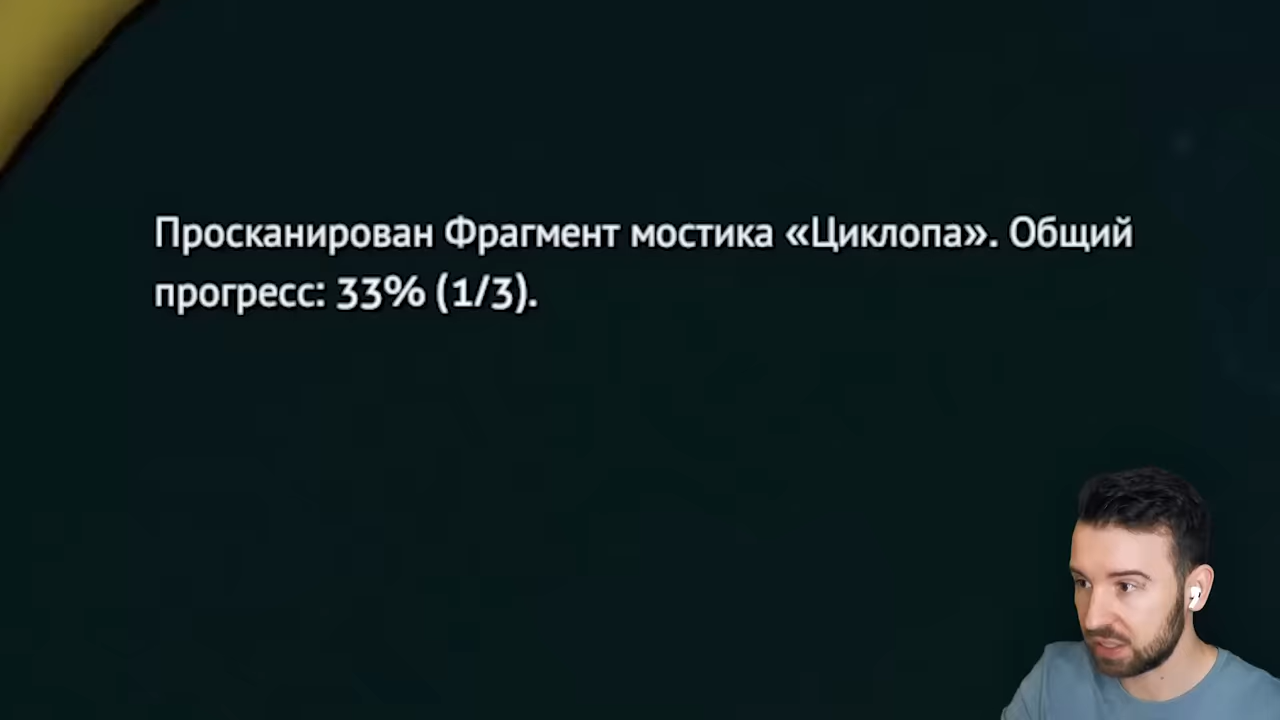 Просканирован Фрагмент мостика «Циклопа». Общий
прогресс: 33% (1/3).